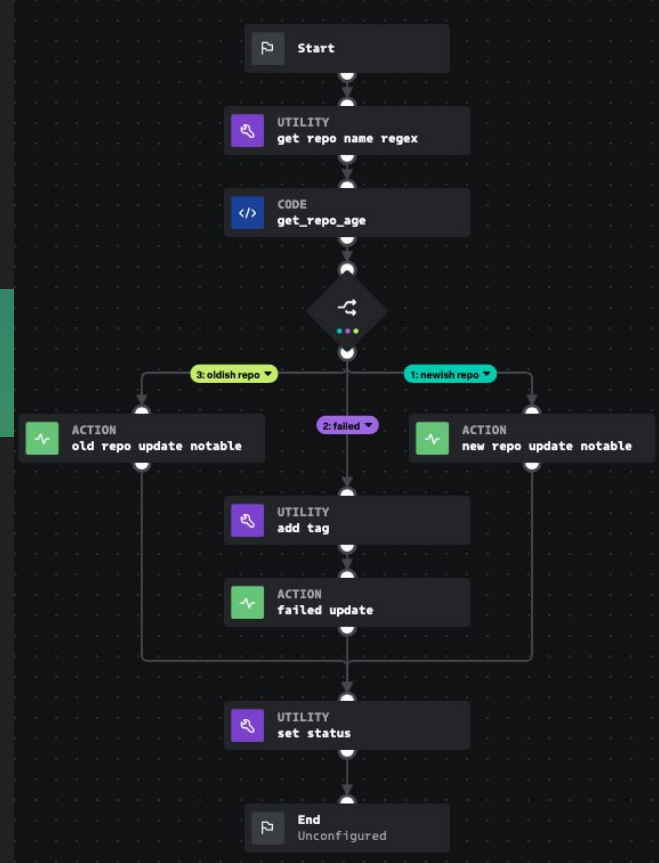 Start
UTILITY
get repo name regex
CODE
get_repo_age
3: oldish repo
1: newish repo
ACTION
old repo update notable
2: failed
ACTION
new repo update notable
UTILITY
add tag
ACTION
failed update
UTILITY
set status
End
Unconfigured